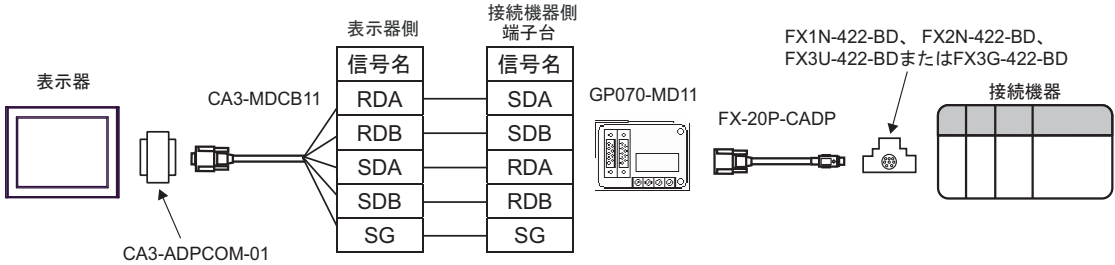 表示器
CA3-ADPCOM-01
CA3-MDCB11
表示器側
信号名
RDA
RDB
SDA
SDB
SG
接続機器側
端子台
信号名
SDA
SDB
RDA
RDB
SG
GP070-MD11
FX-20P-CADP
FX1N-422-BD、 FX2N-422-BD、
FX3U-422-BDまたはFX3G-422-BD
接続機器